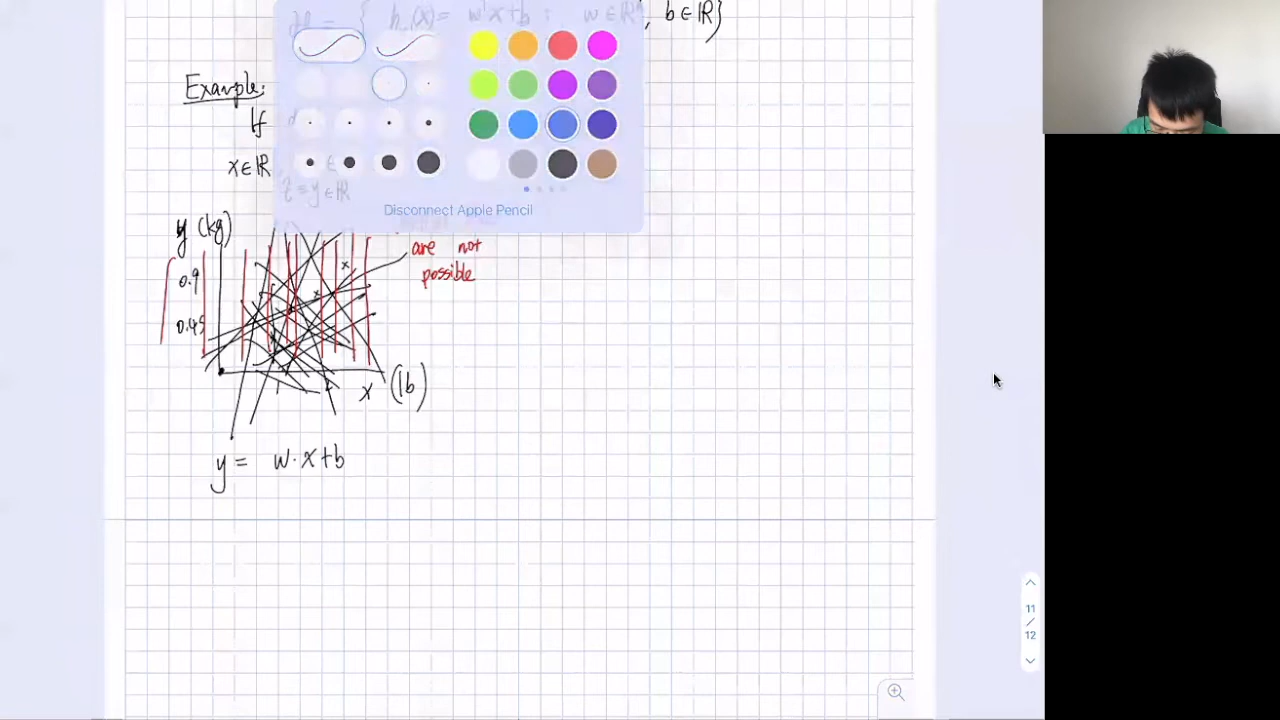 h(x) = w x+b : w ∈ ℝ, b ∈ ℝ}
Example:
If
x∈ℝ
z = y ∈ ℝ
Disconnect Apple Pencil
y (kg)
are not
possible
0.9
0.45
x (lb)
y = w·x+b
11
/
12